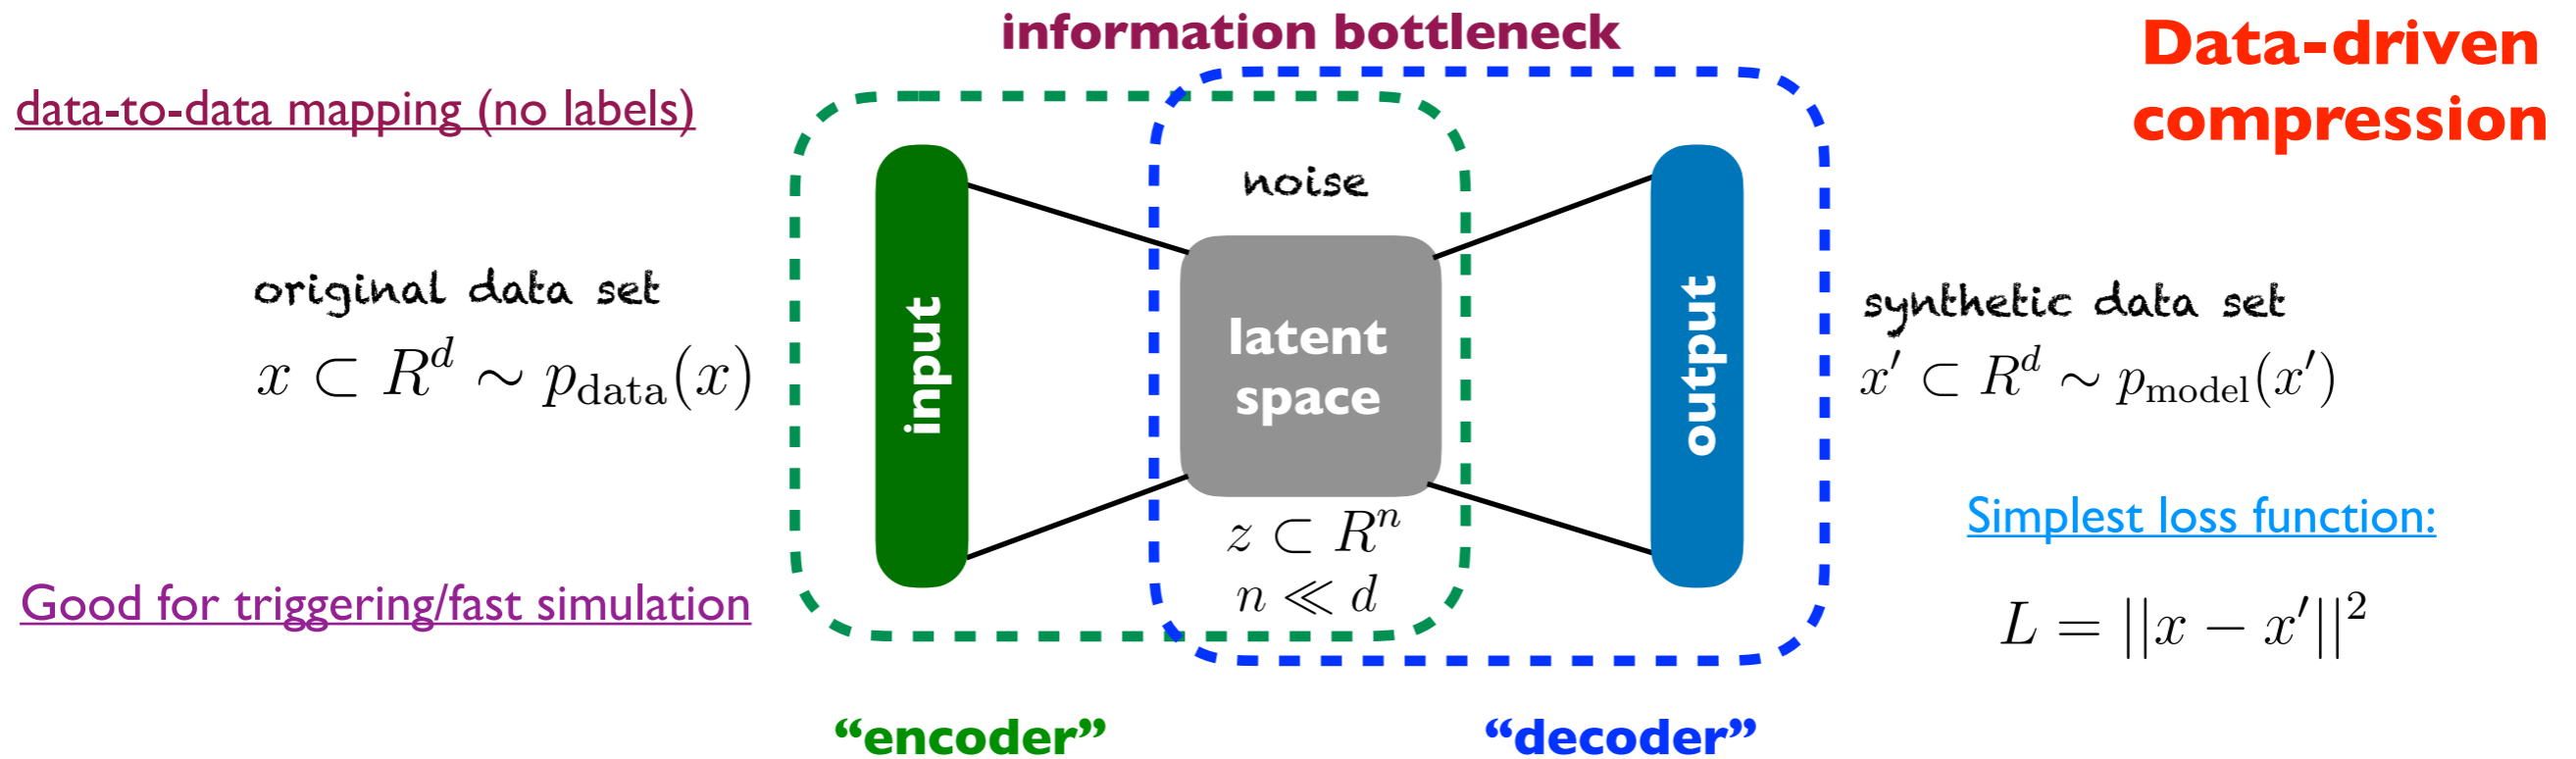 information bottleneck
Data-driven
compression
data-to-data mapping (no labels)
noise
original data set
x ⊂ R^d ∼ p_data(x)
input
latent
space
output
synthetic data set
x′ ⊂ R^d ∼ p_model(x′)
z ⊂ R^n
n ≪ d
Simplest loss function:
L = ||x − x′||^2
Good for triggering/fast simulation
“encoder”
“decoder”